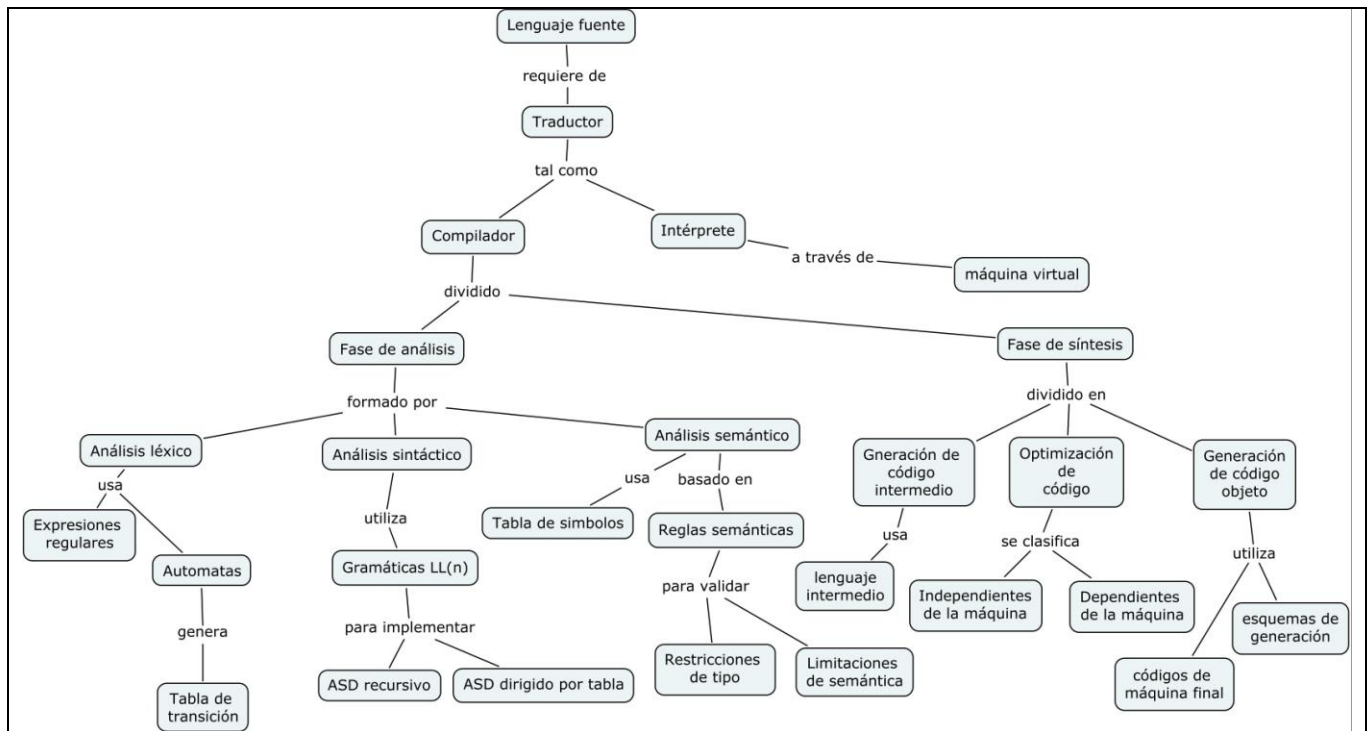 Lenguaje fuente
requiere de
Traductor
tal como
Compilador
Intérprete
a través de
máquina virtual
dividido
Fase de análisis
Fase de síntesis
formado por
dividido en
Análisis léxico
Análisis sintáctico
Análisis semántico
Gneración de
código
intermedio
Optimización
de
código
Generación
de código
objeto
usa
Expresiones
regulares
Automatas
genera
Tabla de
transición
utiliza
Gramáticas LL(n)
para implementar
ASD recursivo
ASD dirigido por tabla
usa
basado en
Tabla de simbolos
Reglas semánticas
para validar
Restricciones
de tipo
Limitaciones
de semántica
usa
lenguaje
intermedio
se clasifica
Independientes
de la máquina
Dependientes
de la máquina
utiliza
códigos de
máquina final
esquemas de
generación